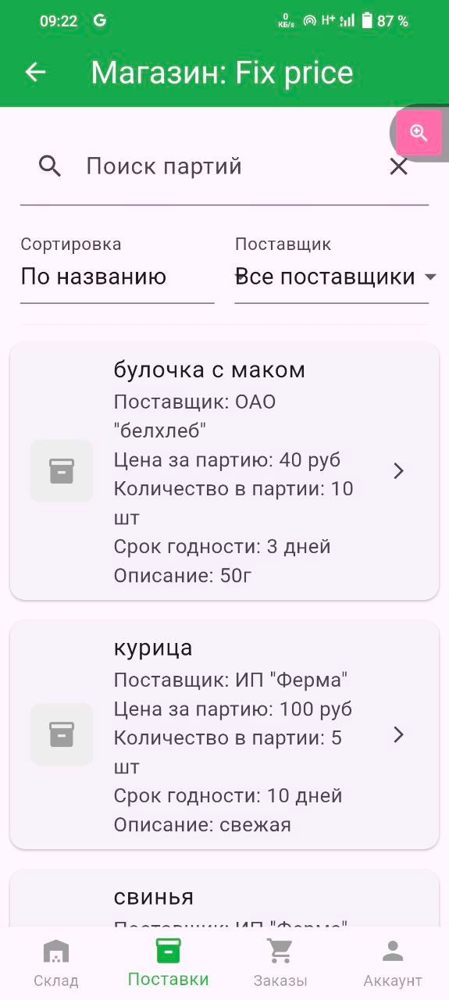 09:22 G 0 КБ/s H+ 87 %
Магазин: Fix price
Поиск партий
Сортировка Поставщик
По названию Все поставщики
булочка с маком
Поставщик: ОАО
"белхлеб"
Цена за партию: 40 руб
Количество в партии: 10
шт
Срок годности: 3 дней
Описание: 50г
курица
Поставщик: ИП "Ферма"
Цена за партию: 100 руб
Количество в партии: 5
шт
Срок годности: 10 дней
Описание: свежая
свинья
Поставщик: ИП "Ферма"
Склад Поставки Заказы Аккаунт